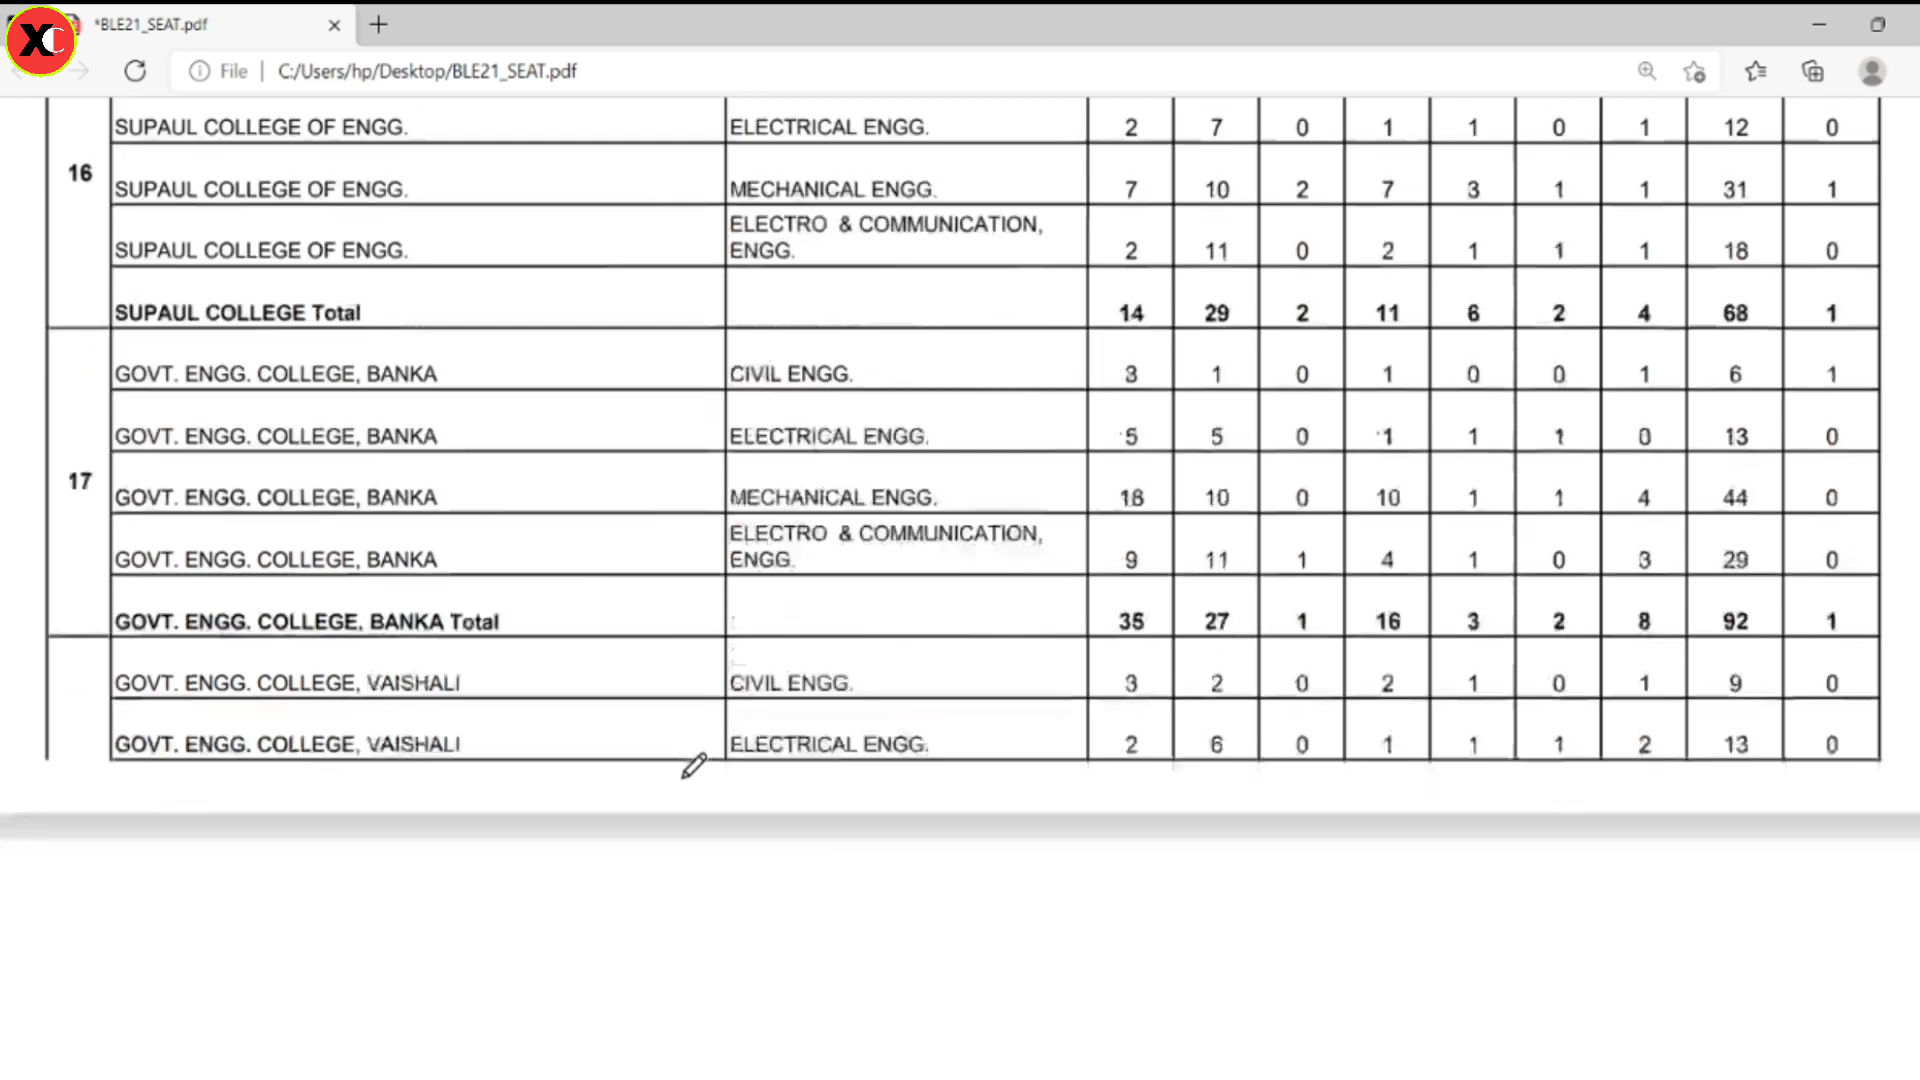 XC
*BLE21_SEAT.pdf
File | C:/Users/hp/Desktop/BLE21_SEAT.pdf
SUPAUL COLLEGE OF ENGG. ELECTRICAL ENGG. 2 7 0 1 1 0 1 12 0
16
SUPAUL COLLEGE OF ENGG. MECHANICAL ENGG. 7 10 2 7 3 1 1 31 1
ELECTRO & COMMUNICATION,
SUPAUL COLLEGE OF ENGG. ENGG. 2 11 0 2 1 1 1 18 0
SUPAUL COLLEGE Total 14 29 2 11 6 2 4 68 1
GOVT. ENGG. COLLEGE, BANKA CIVIL ENGG. 3 1 0 1 0 0 1 6 1
GOVT. ENGG. COLLEGE, BANKA ELECTRICAL ENGG. 5 5 0 1 1 1 0 13 0
17
GOVT. ENGG. COLLEGE, BANKA MECHANICAL ENGG. 18 10 0 10 1 1 4 44 0
ELECTRO & COMMUNICATION,
GOVT. ENGG. COLLEGE, BANKA ENGG. 9 11 1 4 1 0 3 29 0
GOVT. ENGG. COLLEGE, BANKA Total 35 27 1 16 3 2 8 92 1
GOVT. ENGG. COLLEGE, VAISHALI CIVIL ENGG. 3 2 0 2 1 0 1 9 0
GOVT. ENGG. COLLEGE, VAISHALI ELECTRICAL ENGG. 2 6 0 1 1 1 2 13 0